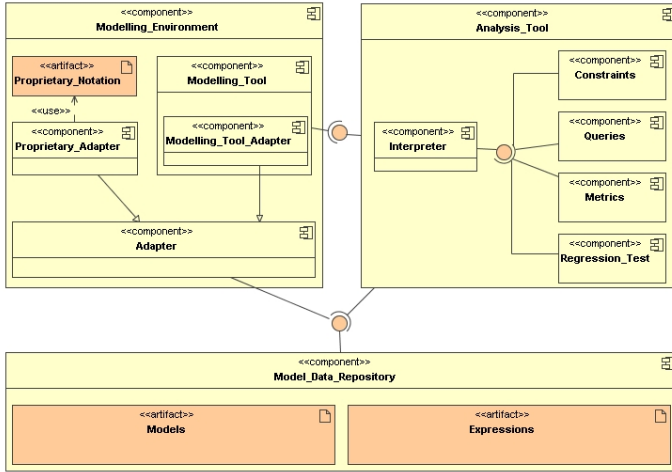 <<component>>
Modelling_Environment
<<artifact>>
Proprietary_Notation
<<use>>
<<component>>
Proprietary_Adapter
<<component>>
Modelling_Tool
<<component>>
Modelling_Tool_Adapter
<<component>>
Adapter
<<component>>
Analysis_Tool
<<component>>
Interpreter
<<component>>
Constraints
<<component>>
Queries
<<component>>
Metrics
<<component>>
Regression_Test
<<component>>
Model_Data_Repository
<<artifact>>
Models
<<artifact>>
Expressions